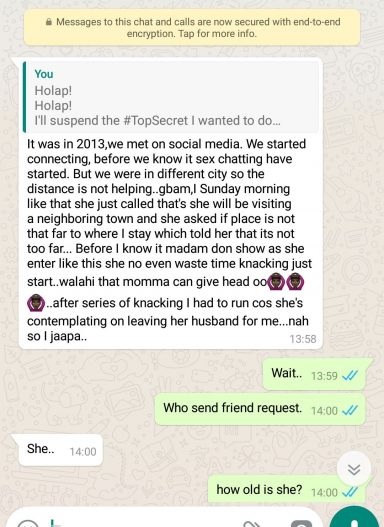 Messages to this chat and calls are now secured with end-to-end
encryption. Tap for more info.
You
Holap!
Holap!
I'll suspend the #TopSecret I wanted to do...
It was in 2013,we met on social media. We started
connecting, before we know it sex chatting have
started. But we were in different city so the
distance is not helping..gbam,I Sunday morning
like that she just called that's she will be visiting
a neighboring town and she asked if place is not
that far to where I stay which told her that its not
too far... Before I know it madam don show as she
enter like this she no even waste time knacking just
start..walahi that momma can give head oo
..after series of knacking I had to run cos she's
contemplating on leaving her husband for me...nah
so I jaapa..
13:58
Wait..
13:59
Who send friend request.
14:00
She..
14:00
how old is she?
14:00